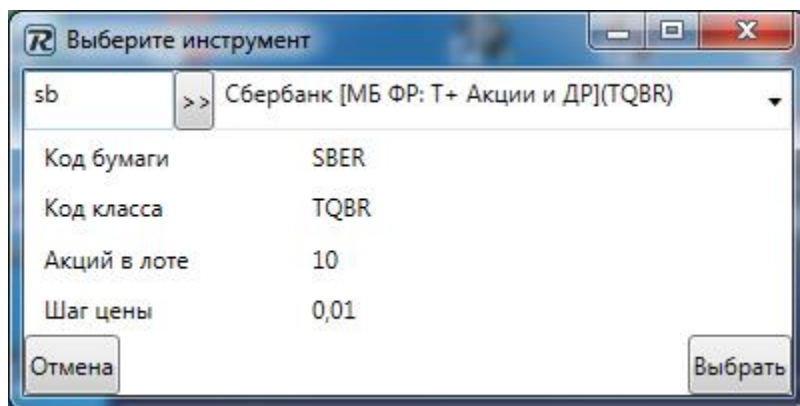 R Выберите инструмент
sb >> Сбербанк [МБ ФР: Т+ Акции и ДР](TQBR)
Код бумаги SBER
Код класса TQBR
Акций в лоте 10
Шаг цены 0,01
Отмена Выбрать